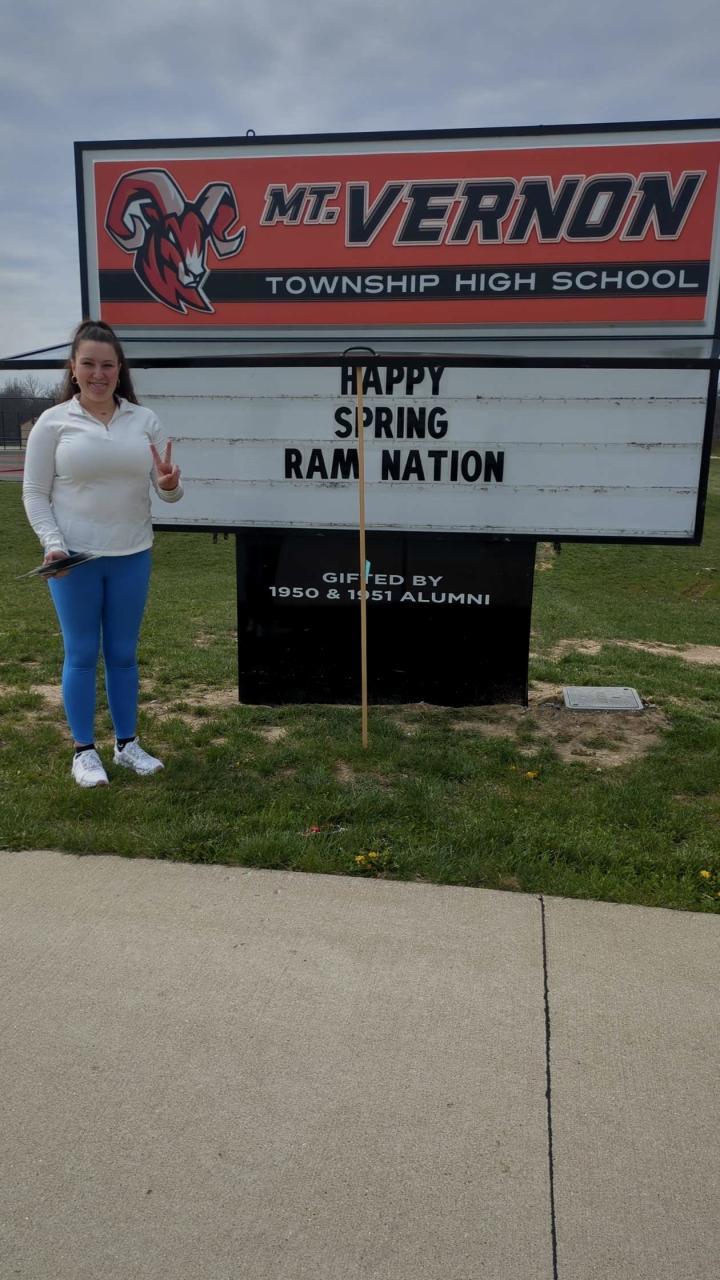 MT. VERNON
TOWNSHIP HIGH SCHOOL
HAPPY
SPRING
RAM NATION
GIFTED BY
1950 & 1951 ALUMNI